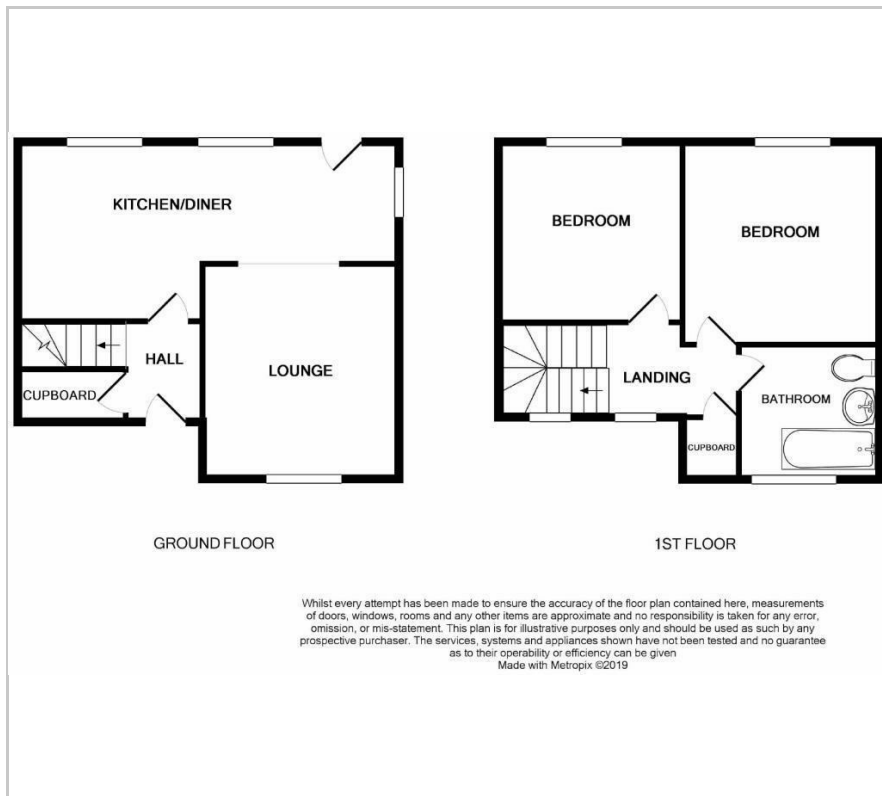 KITCHEN/DINER
HALL
CUPBOARD
LOUNGE
GROUND FLOOR
BEDROOM
BEDROOM
LANDING
BATHROOM
CUPBOARD
1ST FLOOR
Whilst every attempt has been made to ensure the accuracy of the floor plan contained here, measurements
of doors, windows, rooms and any other items are approximate and no responsibility is taken for any error,
omission, or mis-statement. This plan is for illustrative purposes only and should be used as such by any
prospective purchaser. The services, systems and appliances shown have not been tested and no guarantee
as to their operability or efficiency can be given
Made with Metropix ©2019